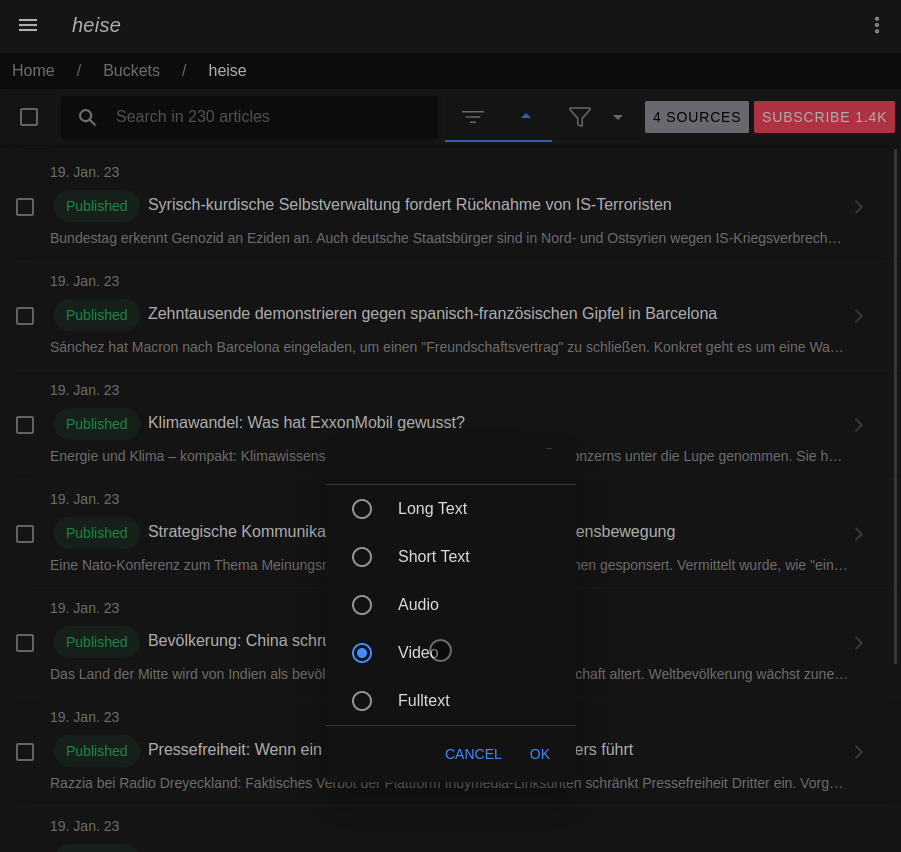 heise
Home / Buckets / heise
Search in 230 articles
4 SOURCES
SUBSCRIBE 1.4K
19. Jan. 23
Published Syrisch-kurdische Selbstverwaltung fordert Rücknahme von IS-Terroristen
Bundestag erkennt Genozid an Eziden an. Auch deutsche Staatsbürger sind in Nord- und Ostsyrien wegen IS-Kriegsverbrech…
19. Jan. 23
Published Zehntausende demonstrieren gegen spanisch-französischen Gipfel in Barcelona
Sánchez hat Macron nach Barcelona eingeladen, um einen "Freundschaftsvertrag" zu schließen. Konkret geht es um eine Wa…
19. Jan. 23
Published Klimawandel: Was hat ExxonMobil gewusst?
Energie und Klima – kompakt: Klimawissens onzerns unter die Lupe genommen. Sie h…
19. Jan. 23
Published Strategische Kommunika ensbewegung
Eine Nato-Konferenz zum Thema Meinungsm nen gesponsert. Vermittelt wurde, wie "ein…
19. Jan. 23
Published Bevölkerung: China schru
Das Land der Mitte wird von Indien als bevöl schaft altert. Weltbevölkerung wächst zune…
19. Jan. 23
Published Pressefreiheit: Wenn ein ers führt
Razzia bei Radio Dreyeckland: Faktisches Verbot der Plattform Indymedia-Linksunten schränkt Pressefreiheit Dritter ein. Vorg…
19. Jan. 23
Long Text
Short Text
Audio
Video
Fulltext
CANCEL OK